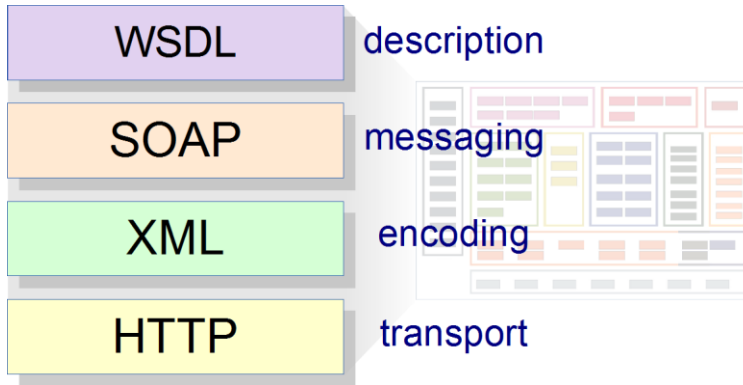 WSDL description
SOAP messaging
XML encoding
HTTP transport